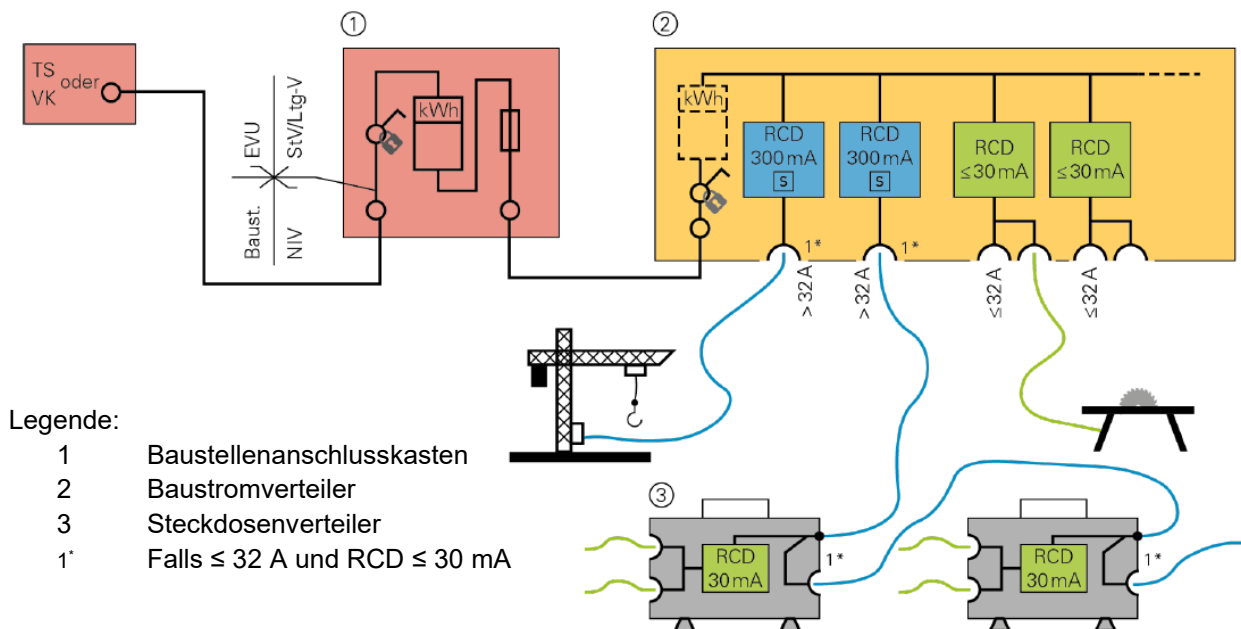 ①
②
TS
VK
oder
EVU
StV/Ltg-V
Baust.
NIV
kWh
kWh
RCD
300 mA
S
RCD
300 mA
S
RCD
≤ 30 mA
RCD
≤ 30 mA
1*
1*
> 32 A
> 32 A
≤ 32 A
≤ 32 A
Legende:
1 Baustellenanschlusskasten
2 Baustromverteiler
3 Steckdosenverteiler
1* Falls ≤ 32 A und RCD ≤ 30 mA
③
RCD
30 mA
1*
RCD
30 mA
1*